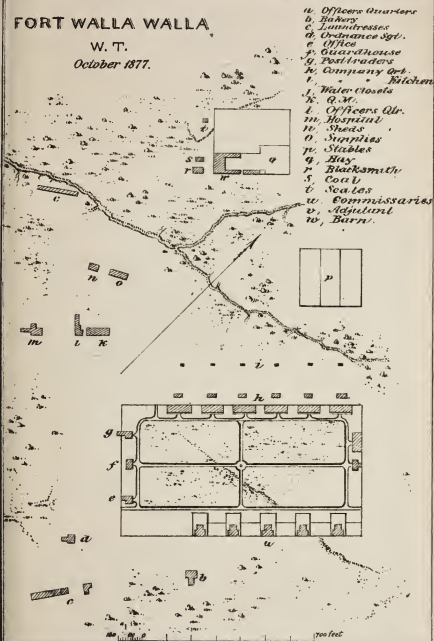 FORT WALLA WALLA
W. T.
October 1877.
a, Officers Quarters
b, Bakery
c, Laundresses
d, Ordnance Sgt.
e Office
f, Guardhouse
g, Post traders
h, Company Qrt.
i, " Kitchen
j, Water Closets
k, Q.M.
l, Officers Qtr.
m, Hospital
n, Sheds
o, Supplies
p, Stables
q, Hay
r Blacksmith
s, Coal
t Scales
u, Commissaries
v, Adjutant
w, Barn.
t
s
r
q
w
c
n
o
p
m
l
k
i
h
g
f
e
d
u
b
c
700 feet